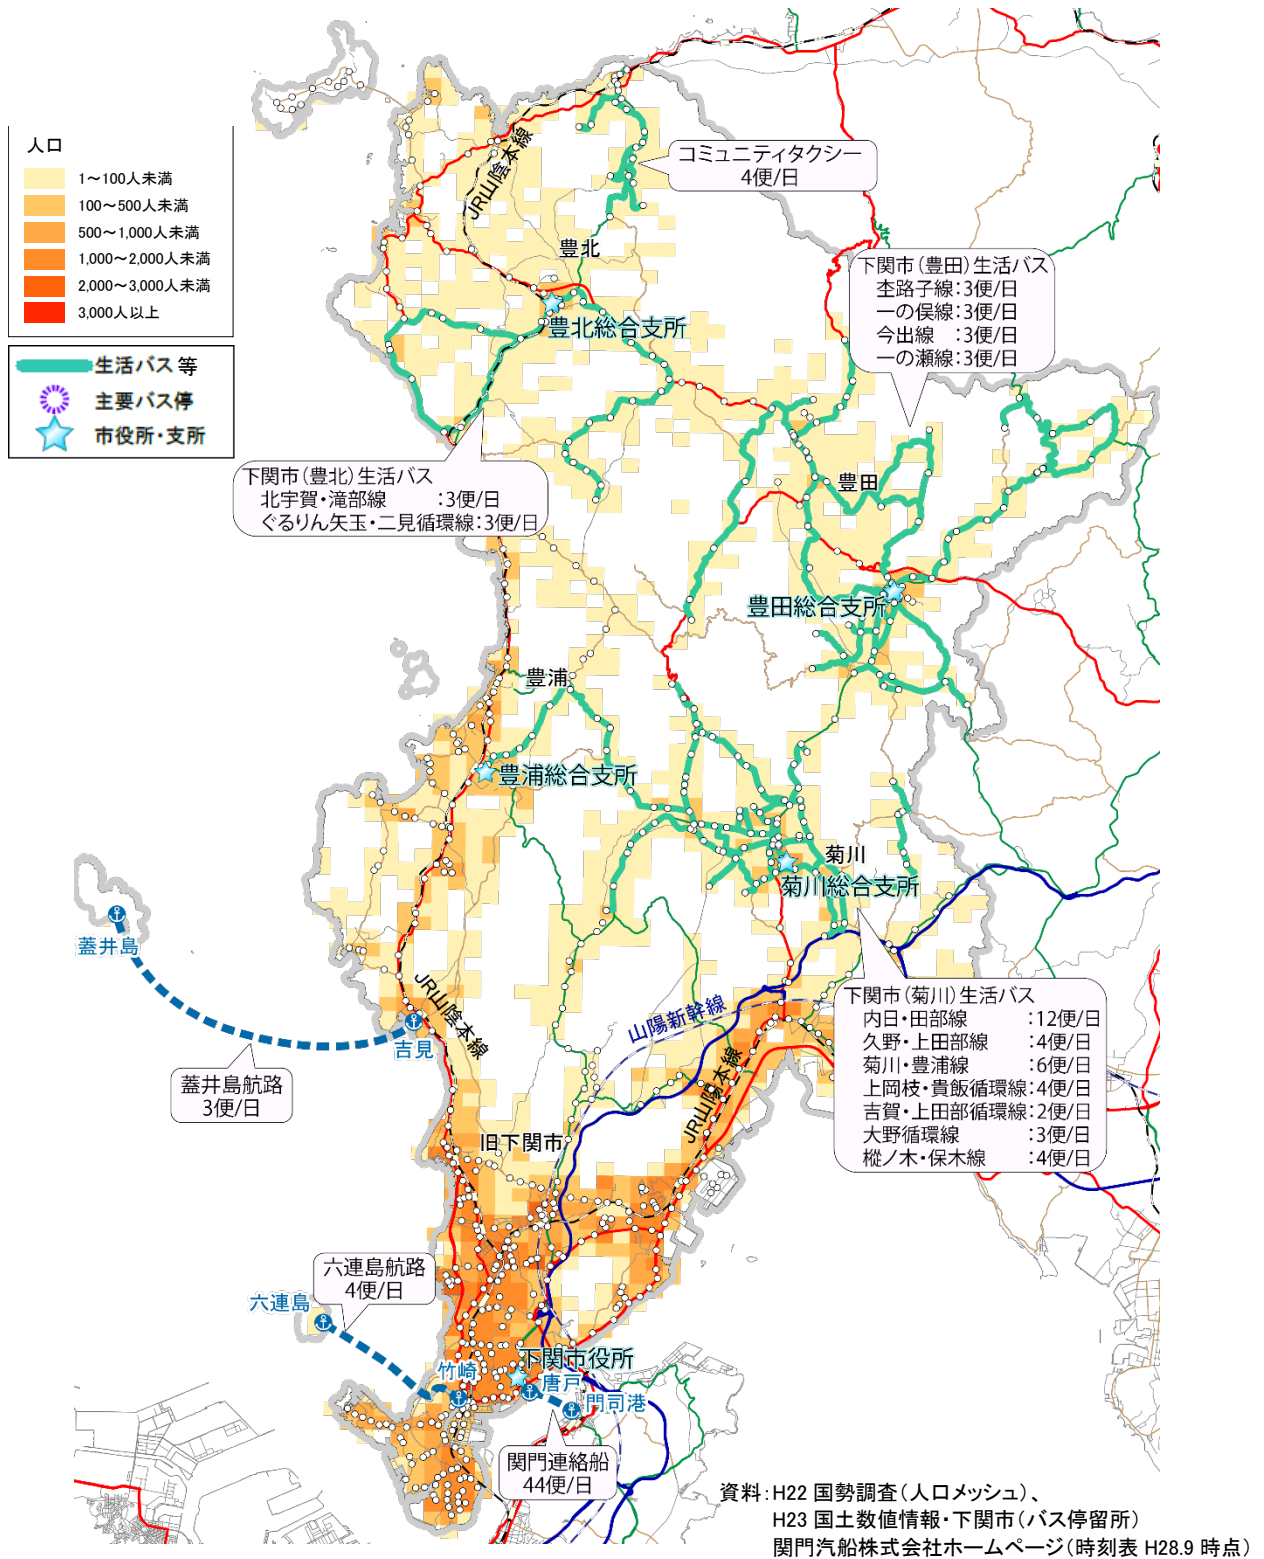 人口
1～100人未満
100～500人未満
500～1,000人未満
1,000～2,000人未満
2,000～3,000人未満
3,000人以上
生活バス等
主要バス停
市役所・支所
JR山陰本線
コミュニティタクシー
4便/日
豊北
豊北総合支所
下関市(豊田)生活バス
杢路子線:3便/日
一の俣線:3便/日
今出線 :3便/日
一の瀬線:3便/日
下関市(豊北)生活バス
北宇賀・滝部線 :3便/日
ぐるりん矢玉・二見循環線:3便/日
豊田
豊田総合支所
豊浦
豊浦総合支所
菊川
菊川総合支所
蓋井島
吉見
蓋井島航路
3便/日
JR山陰本線
山陽新幹線
JR山陽本線
下関市(菊川)生活バス
内日・田部線 :12便/日
久野・上田部線 :4便/日
菊川・豊浦線 :6便/日
上岡枝・貴飯循環線:4便/日
吉賀・上田部循環線:2便/日
大野循環線 :3便/日
樅ノ木・保木線 :4便/日
旧下関市
六連島航路
4便/日
六連島
竹崎
下関市役所
唐戸
門司港
関門連絡船
44便/日
資料:H22 国勢調査(人口メッシュ)、
H23 国土数値情報・下関市(バス停留所)
関門汽船株式会社ホームページ(時刻表 H28.9 時点)